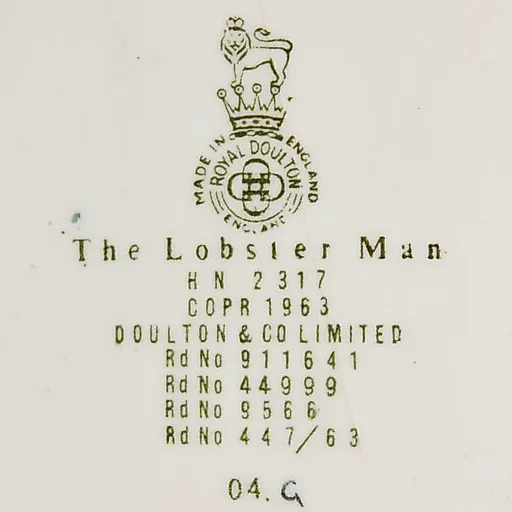 MADE IN ENGLAND
ROYAL DOULTON
ENGLAND
The Lobster Man
HN 2317
COPR 1963
DOULTON & CO LIMITED
Rd No 911641
Rd No 44999
Rd No 9566
Rd No 447/63
04. G